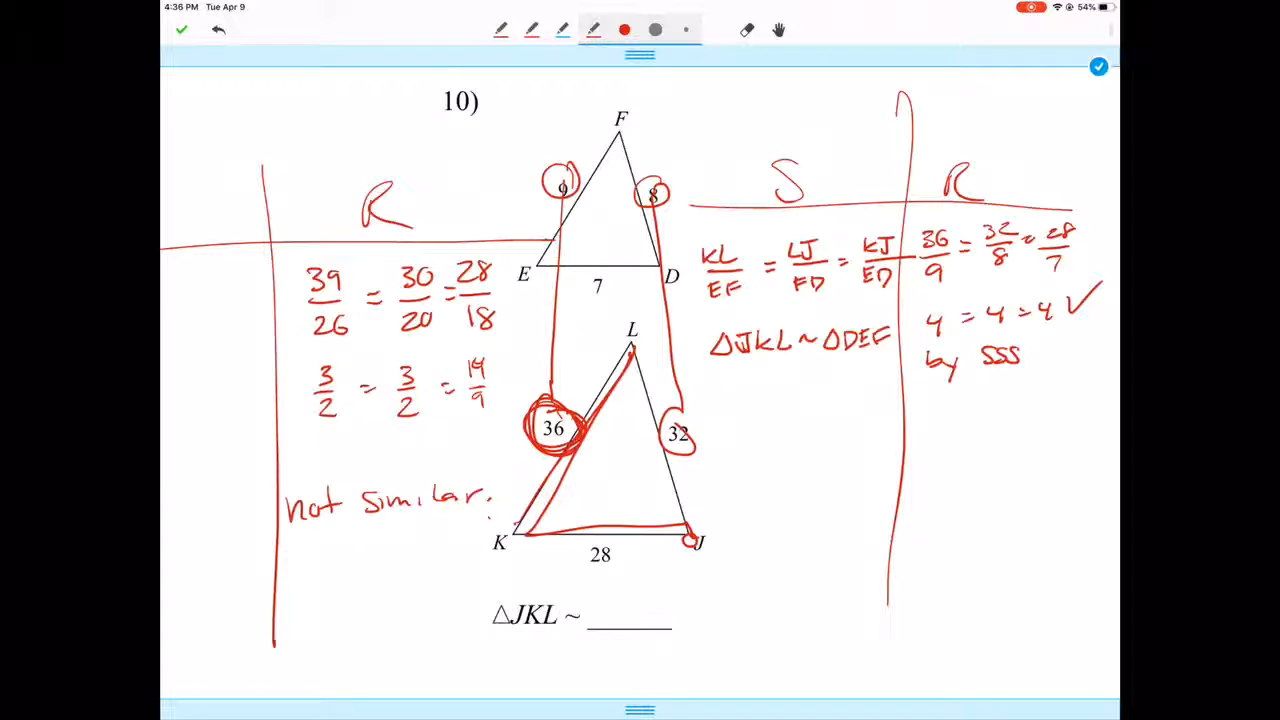 4:36 PM Tue Apr 9
54%
10)
R
39/26 = 30/20 = 28/18
3/2 = 3/2 = 14/9
not similar.
F
9
8
E
D
7
L
36
32
K
J
28
△JKL ~ ______
S
KL/EF = LJ/FD = KJ/ED
△JKL ~ △DEF
R
36/9 = 32/8 = 28/7
4 = 4 = 4 ✓
by SSS